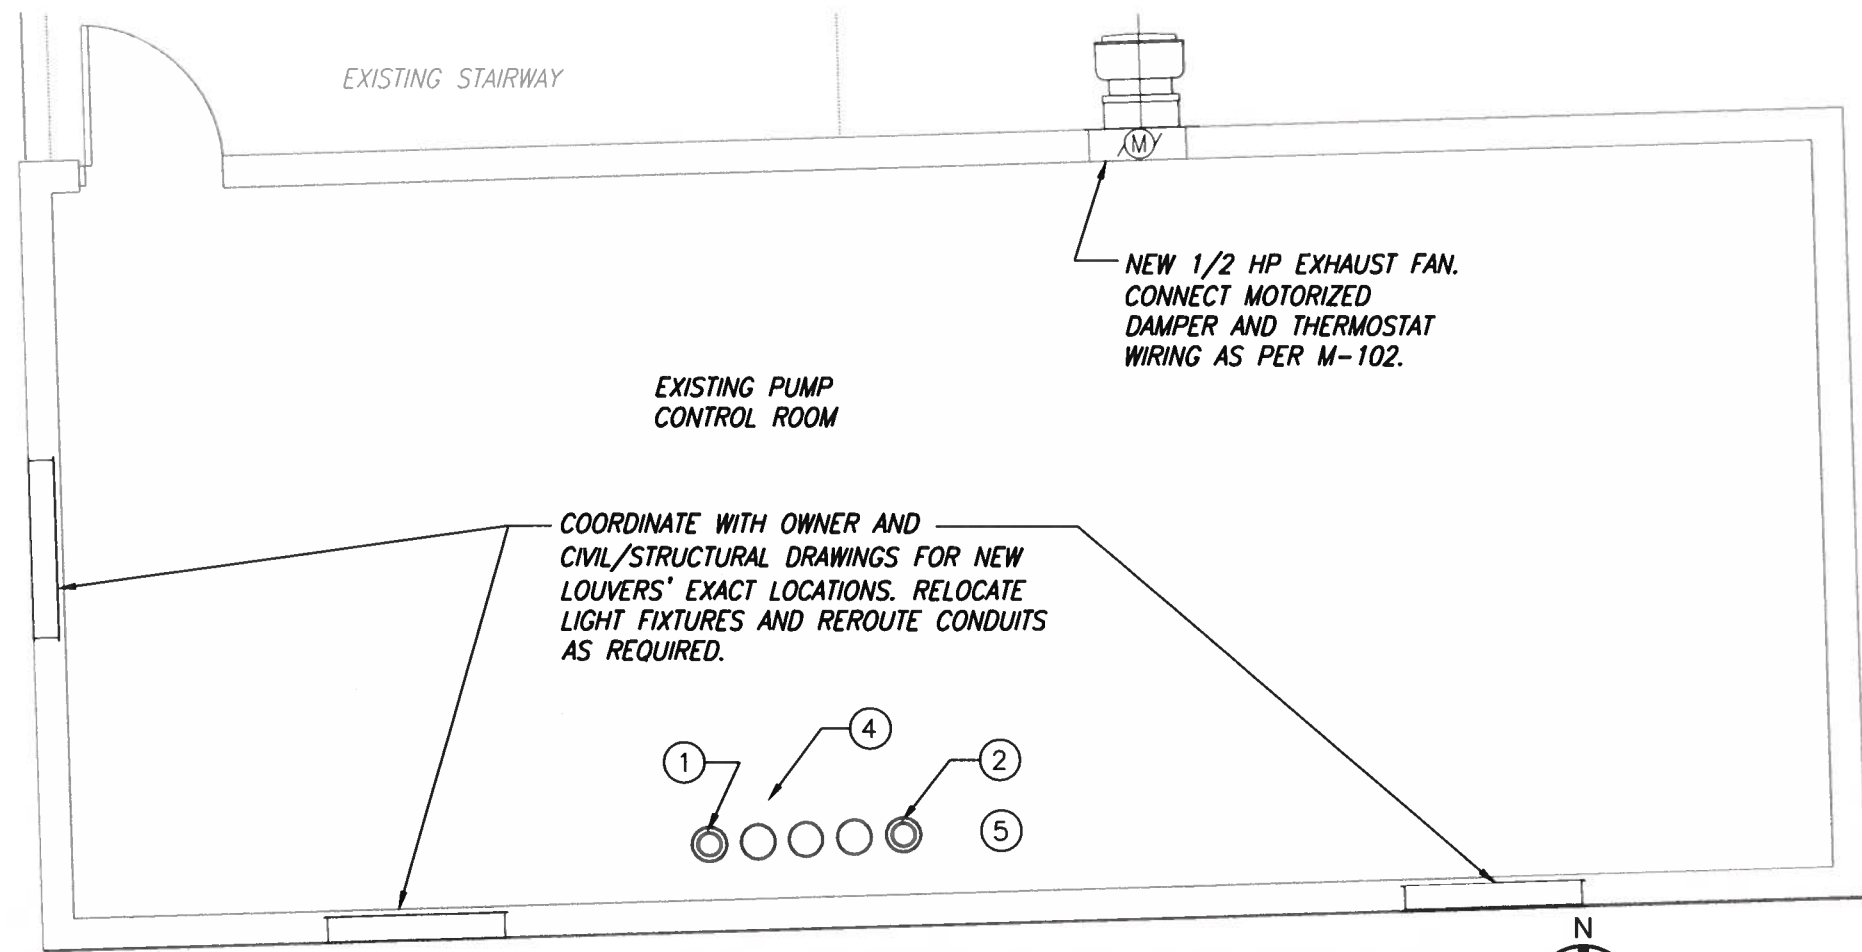 EXISTING STAIRWAY
M
NEW 1/2 HP EXHAUST FAN.
CONNECT MOTORIZED
DAMPER AND THERMOSTAT
WIRING AS PER M-102.
EXISTING PUMP
CONTROL ROOM
COORDINATE WITH OWNER AND
CIVIL/STRUCTURAL DRAWINGS FOR NEW
LOUVERS' EXACT LOCATIONS. RELOCATE
LIGHT FIXTURES AND REROUTE CONDUITS
AS REQUIRED.
4
1
2
5
N